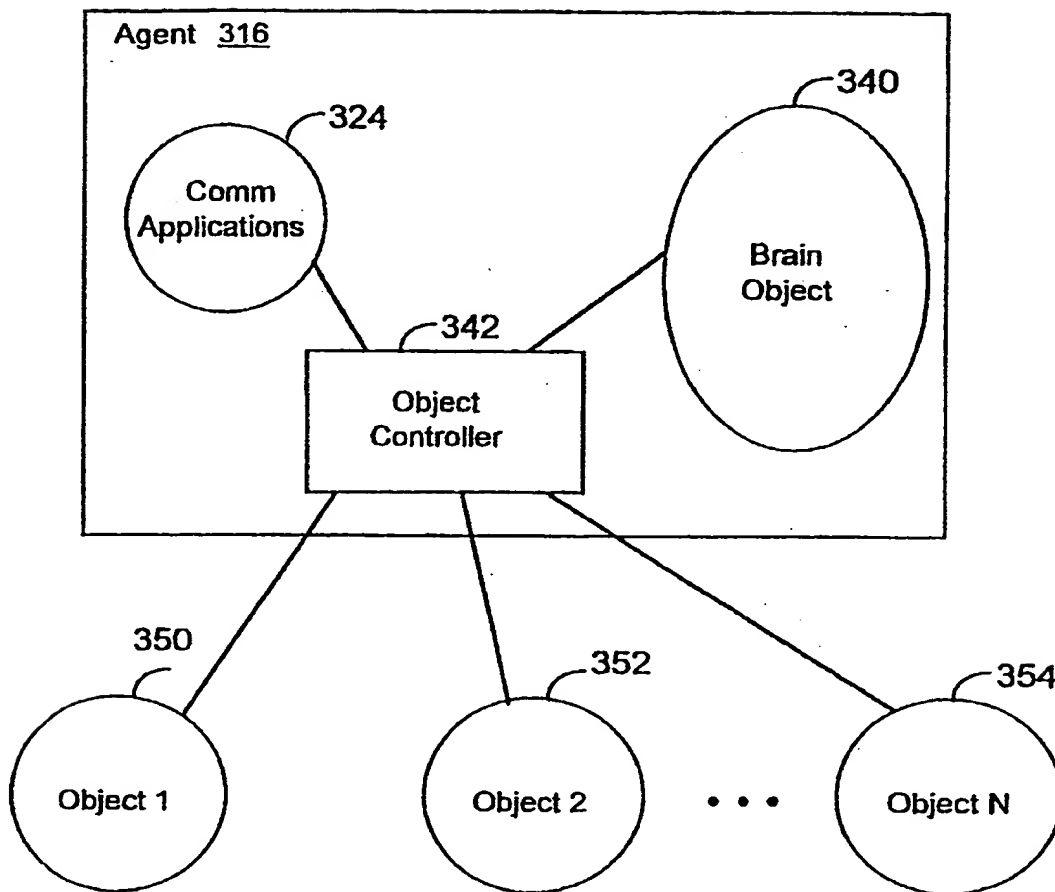 Agent 316
340
324
Comm
Applications
Brain
Object
342
Object
Controller
350
352
354
Object 1
Object 2
• • •
Object N